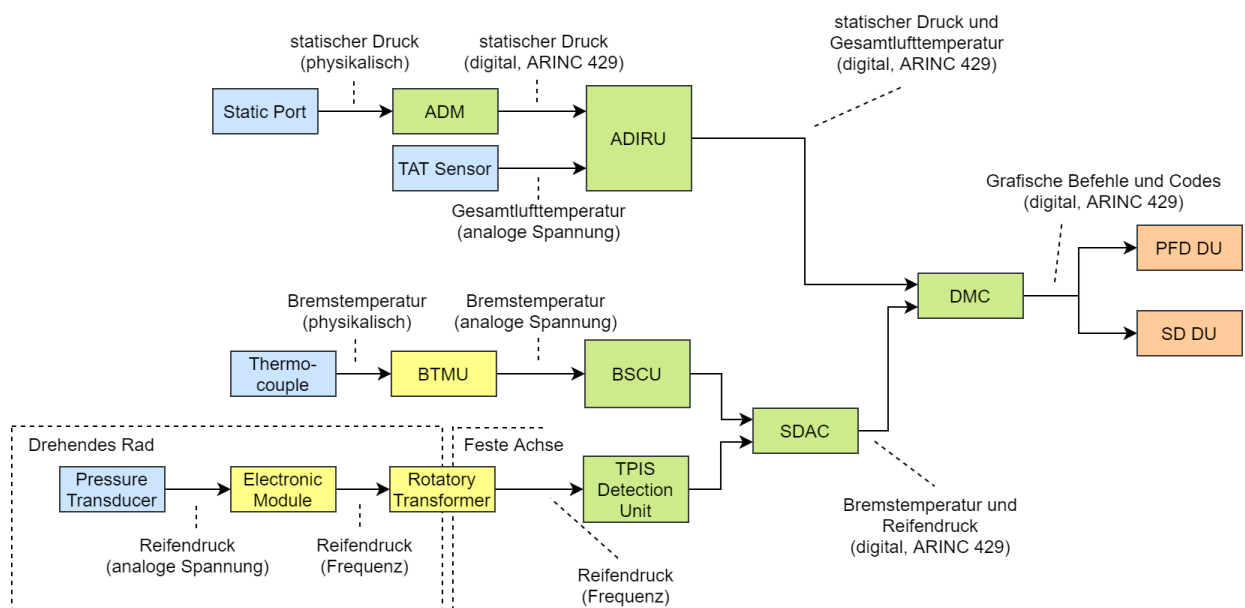 statischer Druck und
Gesamtlufttemperatur
(digital, ARINC 429)
statischer Druck
(physikalisch)
statischer Druck
(digital, ARINC 429)
Static Port
ADM
ADIRU
TAT Sensor
Gesamtlufttemperatur
(analoge Spannung)
Grafische Befehle und Codes
(digital, ARINC 429)
PFD DU
DMC
SD DU
Bremstemperatur
(physikalisch)
Bremstemperatur
(analoge Spannung)
Thermo-
couple
BTMU
BSCU
SDAC
Drehendes Rad
Feste Achse
Pressure
Transducer
Electronic
Module
Rotatory
Transformer
TPIS
Detection
Unit
Reifendruck
(analoge Spannung)
Reifendruck
(Frequenz)
Reifendruck
(Frequenz)
Bremstemperatur und
Reifendruck
(digital, ARINC 429)